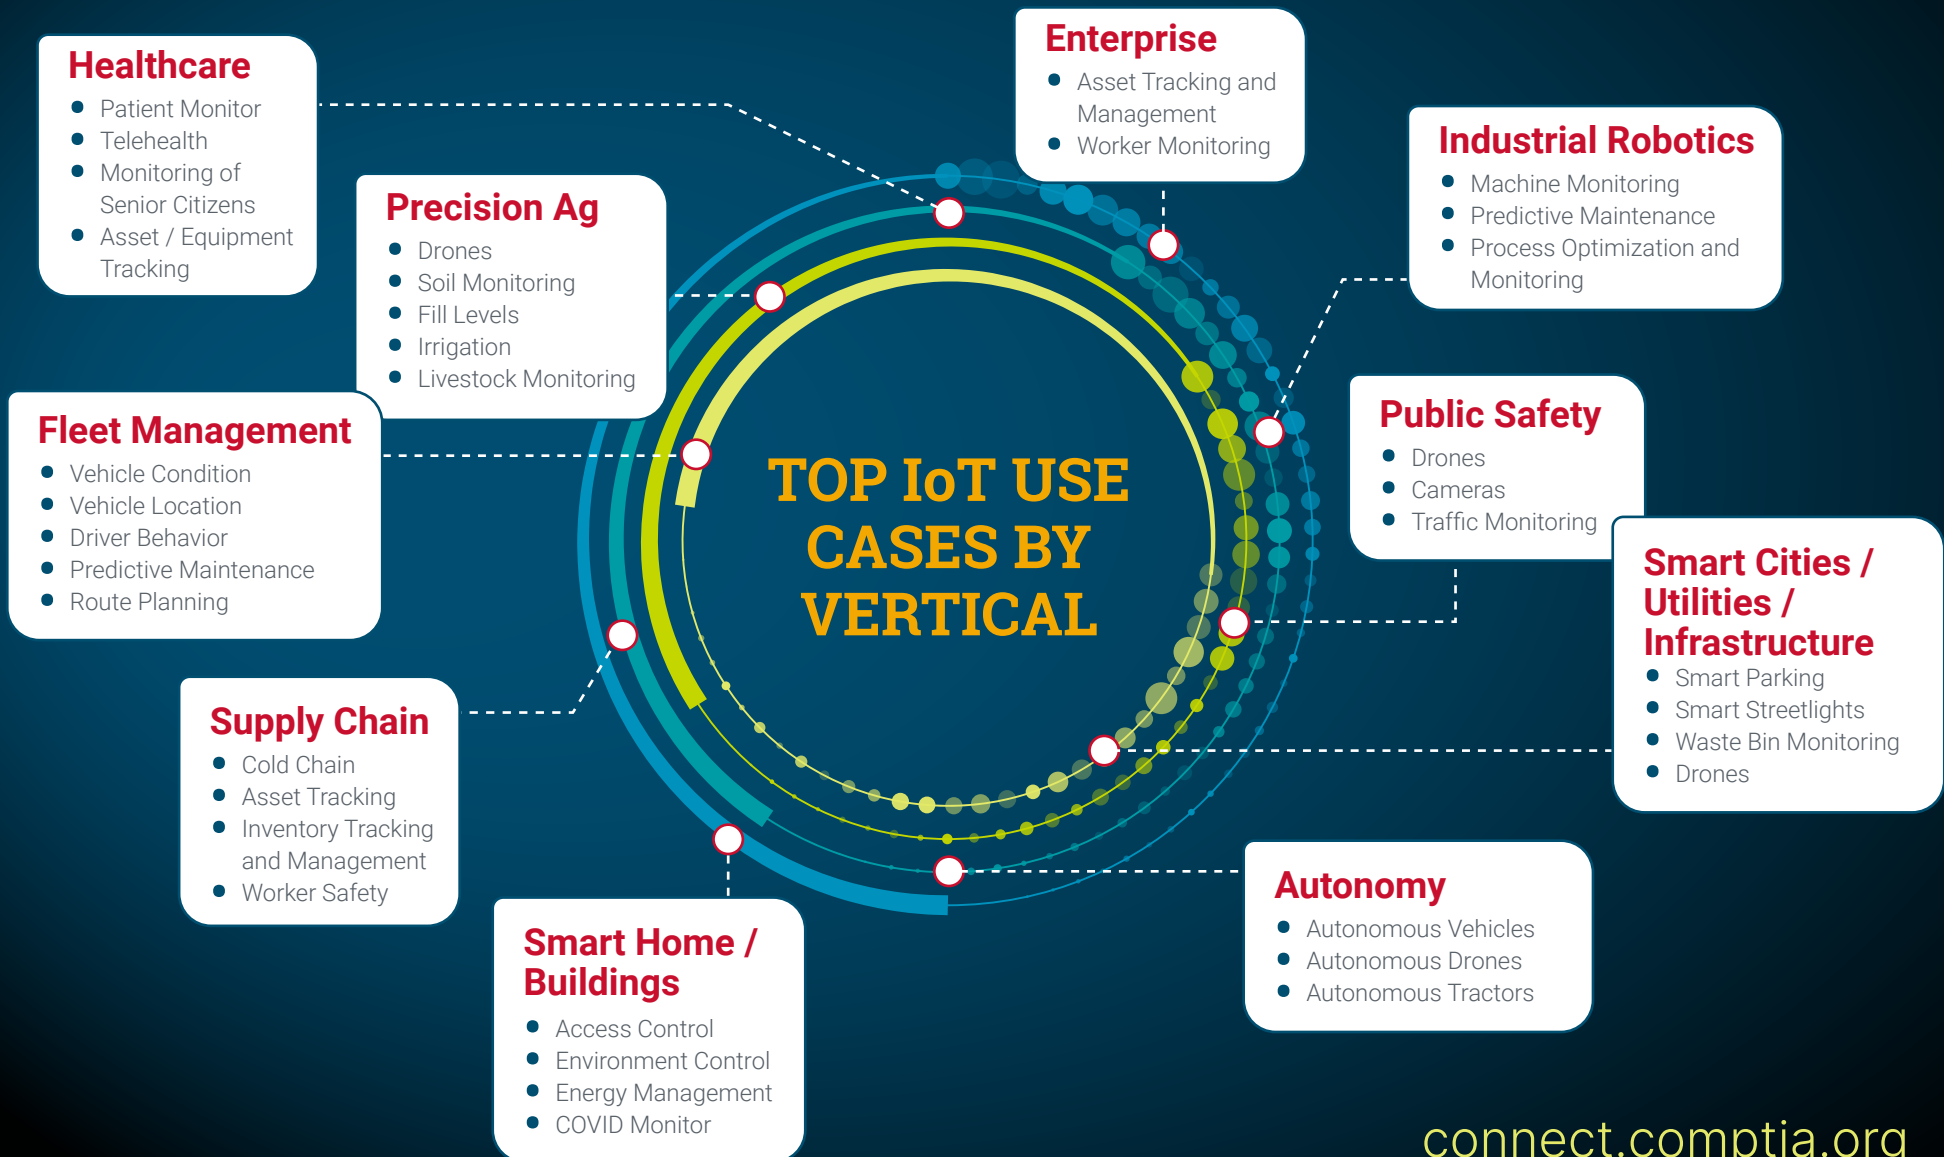 Healthcare
Patient Monitor
Telehealth
Monitoring of
Senior Citizens
Asset / Equipment
Tracking
Precision Ag
Drones
Soil Monitoring
Fill Levels
Irrigation
Livestock Monitoring
Fleet Management
Vehicle Condition
Vehicle Location
Driver Behavior
Predictive Maintenance
Route Planning
Supply Chain
Cold Chain
Asset Tracking
Inventory Tracking
and Management
Worker Safety
Smart Home /
Buildings
Access Control
Environment Control
Energy Management
COVID Monitor
TOP IoT USE
CASES BY
VERTICAL
Enterprise
Asset Tracking and
Management
Worker Monitoring
Industrial Robotics
Machine Monitoring
Predictive Maintenance
Process Optimization and
Monitoring
Public Safety
Drones
Cameras
Traffic Monitoring
Smart Cities /
Utilities /
Infrastructure
Smart Parking
Smart Streetlights
Waste Bin Monitoring
Drones
Autonomy
Autonomous Vehicles
Autonomous Drones
Autonomous Tractors
connect.comptia.org